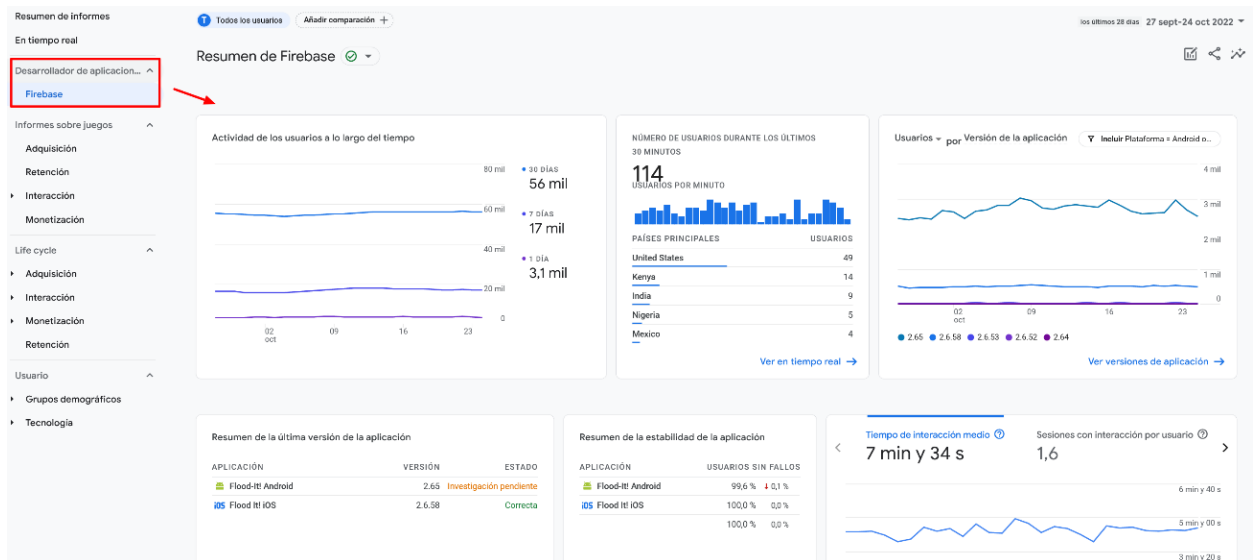 Resumen de informes
En tiempo real
Desarrollador de aplicacion...
Firebase
Informes sobre juegos
Adquisición
Retención
Interacción
Monetización
Life cycle
Adquisición
Interacción
Monetización
Retención
Usuario
Grupos demográficos
Tecnología
T Todos los usuarios
Añadir comparación +
los últimos 28 días 27 sept-24 oct 2022
Resumen de Firebase
Actividad de los usuarios a lo largo del tiempo
80 mil
60 mil
40 mil
20 mil
0
02 oct
09
16
23
30 DÍAS
56 mil
7 DÍAS
17 mil
1 DÍA
3,1 mil
NÚMERO DE USUARIOS DURANTE LOS ÚLTIMOS
30 MINUTOS
114
USUARIOS POR MINUTO
PAÍSES PRINCIPALES USUARIOS
United States 49
Kenya 14
India 9
Nigeria 5
Mexico 4
Ver en tiempo real
Usuarios por Versión de la aplicación
Incluir Plataforma = Android o...
4 mil
3 mil
2 mil
1 mil
0
02 oct
09
16
23
2.65 2.6.58 2.6.53 2.6.52 2.64
Ver versiones de aplicación
Resumen de la última versión de la aplicación
APLICACIÓN VERSIÓN ESTADO
Flood-It! Android 2.65 Investigación pendiente
iOS Flood It! iOS 2.6.58 Correcta
Resumen de la estabilidad de la aplicación
APLICACIÓN USUARIOS SIN FALLOS
Flood-It! Android 99,6 % 0,1 %
iOS Flood It! iOS 100,0 % 0,0 %
100,0 % 0,0 %
Tiempo de interacción medio
7 min y 34 s
Sesiones con interacción por usuario
1,6
6 min y 40 s
5 min y 00 s
3 min y 20 s